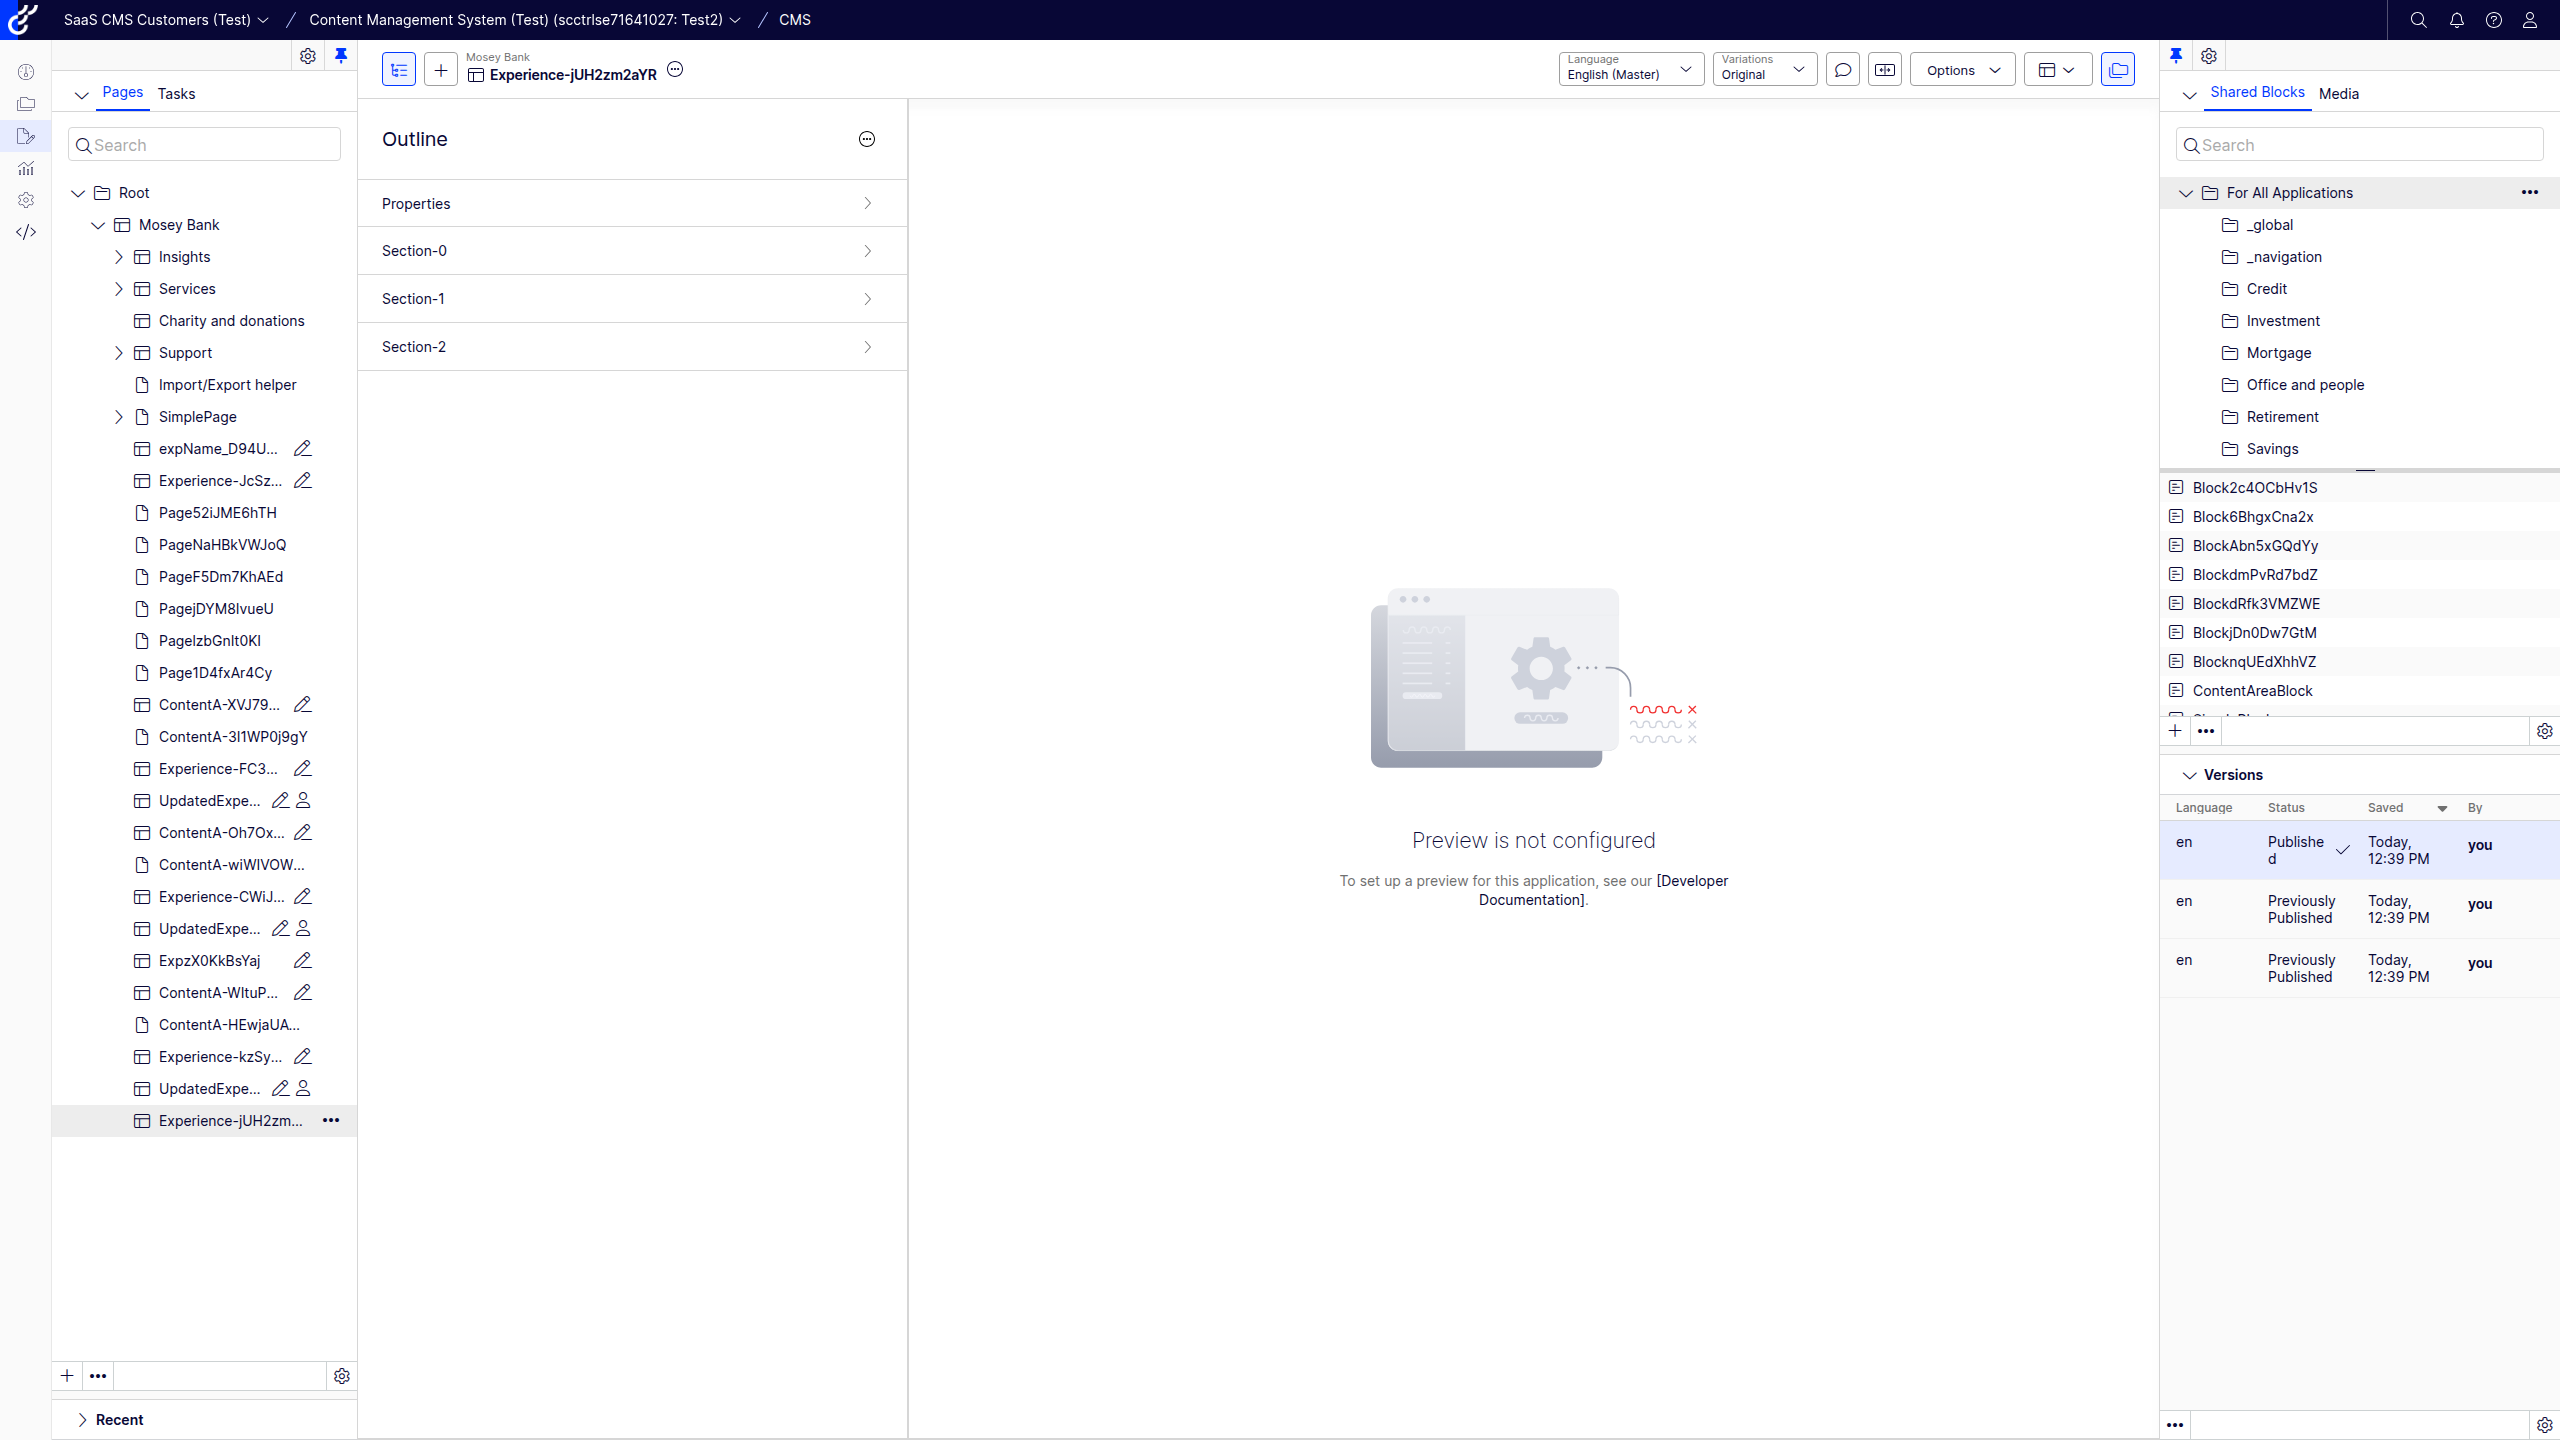 SaaS CMS Customers (Test)
Content Management System (Test) (scctrlse71641027: Test2)
CMS
Pages
Tasks
Search
Root
Mosey Bank
Insights
Services
Charity and donations
Support
Import/Export helper
SimplePage
expName_D94U...
Experience-JcSz...
Page52iJME6hTH
PageNaHBkVWJoQ
PageF5Dm7KhAEd
PagejDYM8IvueU
PageIzbGnIt0KI
Page1D4fxAr4Cy
ContentA-XVJ79...
ContentA-3I1WP0j9gY
Experience-FC3...
UpdatedExpe...
ContentA-Oh7Ox...
ContentA-wiWIVOW...
Experience-CWiJ...
UpdatedExpe...
ExpzX0KkBsYaj
ContentA-WItuP...
ContentA-HEwjaUA...
Experience-kzSy...
UpdatedExpe...
Experience-jUH2zm...
Recent
Mosey Bank
Experience-jUH2zm2aYR
Language
English (Master)
Variations
Original
Options
Outline
Properties
Section-0
Section-1
Section-2
Preview is not configured
To set up a preview for this application, see our [Developer
Documentation].
Shared Blocks
Media
Search
For All Applications
_global
_navigation
Credit
Investment
Mortgage
Office and people
Retirement
Savings
Block2c4OCbHv1S
Block6BhgxCna2x
BlockAbn5xGQdYy
BlockdmPvRd7bdZ
BlockdRfk3VMZWE
BlockjDn0Dw7GtM
BlocknqUEdXhhVZ
ContentAreaBlock
Versions
Language Status Saved By
en Publishe Today, you
d 12:39 PM
en Previously Today, you
Published 12:39 PM
en Previously Today, you
Published 12:39 PM